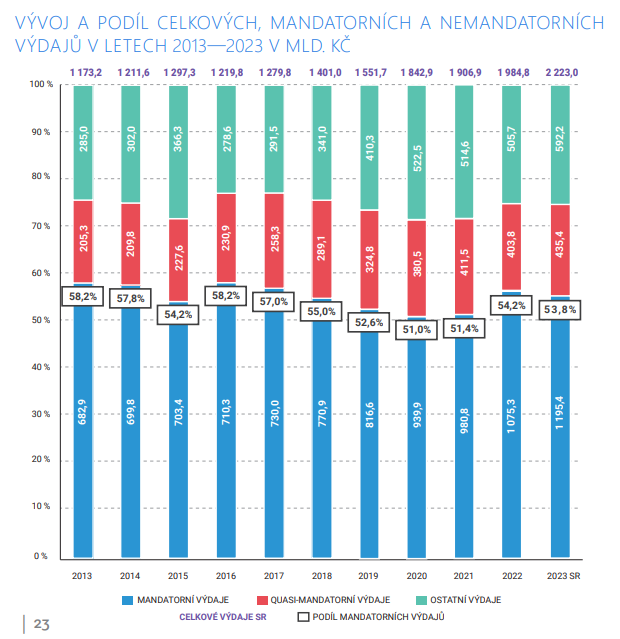 VÝVOJ A PODÍL CELKOVÝCH, MANDATORNÍCH A NEMANDATORNÍCH
VÝDAJŮ V LETECH 2013—2023 V MLD. KČ
1 173,2 1 211,6 1 297,3 1 219,8 1 279,8 1 401,0 1 551,7 1 842,9 1 906,9 1 984,8 2 223,0
100 %
90 %
80 %
70 %
60 %
50 %
40 %
30 %
20 %
10 %
0 %
285,0 302,0 366,3 278,6 291,5 341,0 410,3 522,5 514,6 505,7 592,2
205,3 209,8 227,6 230,9 258,3 289,1 324,8 380,5 411,5 403,8 435,4
58,2% 57,8% 54,2% 58,2% 57,0% 55,0% 52,6% 51,0% 51,4% 54,2% 53,8%
682,9 699,8 703,4 710,3 730,0 770,9 816,6 939,9 980,8 1 075,3 1 195,4
2013 2014 2015 2016 2017 2018 2019 2020 2021 2022 2023 SR
MANDATORNÍ VÝDAJE QUASI-MANDATORNÍ VÝDAJE OSTATNÍ VÝDAJE
CELKOVÉ VÝDAJE SR PODÍL MANDATORNÍCH VÝDAJŮ
23